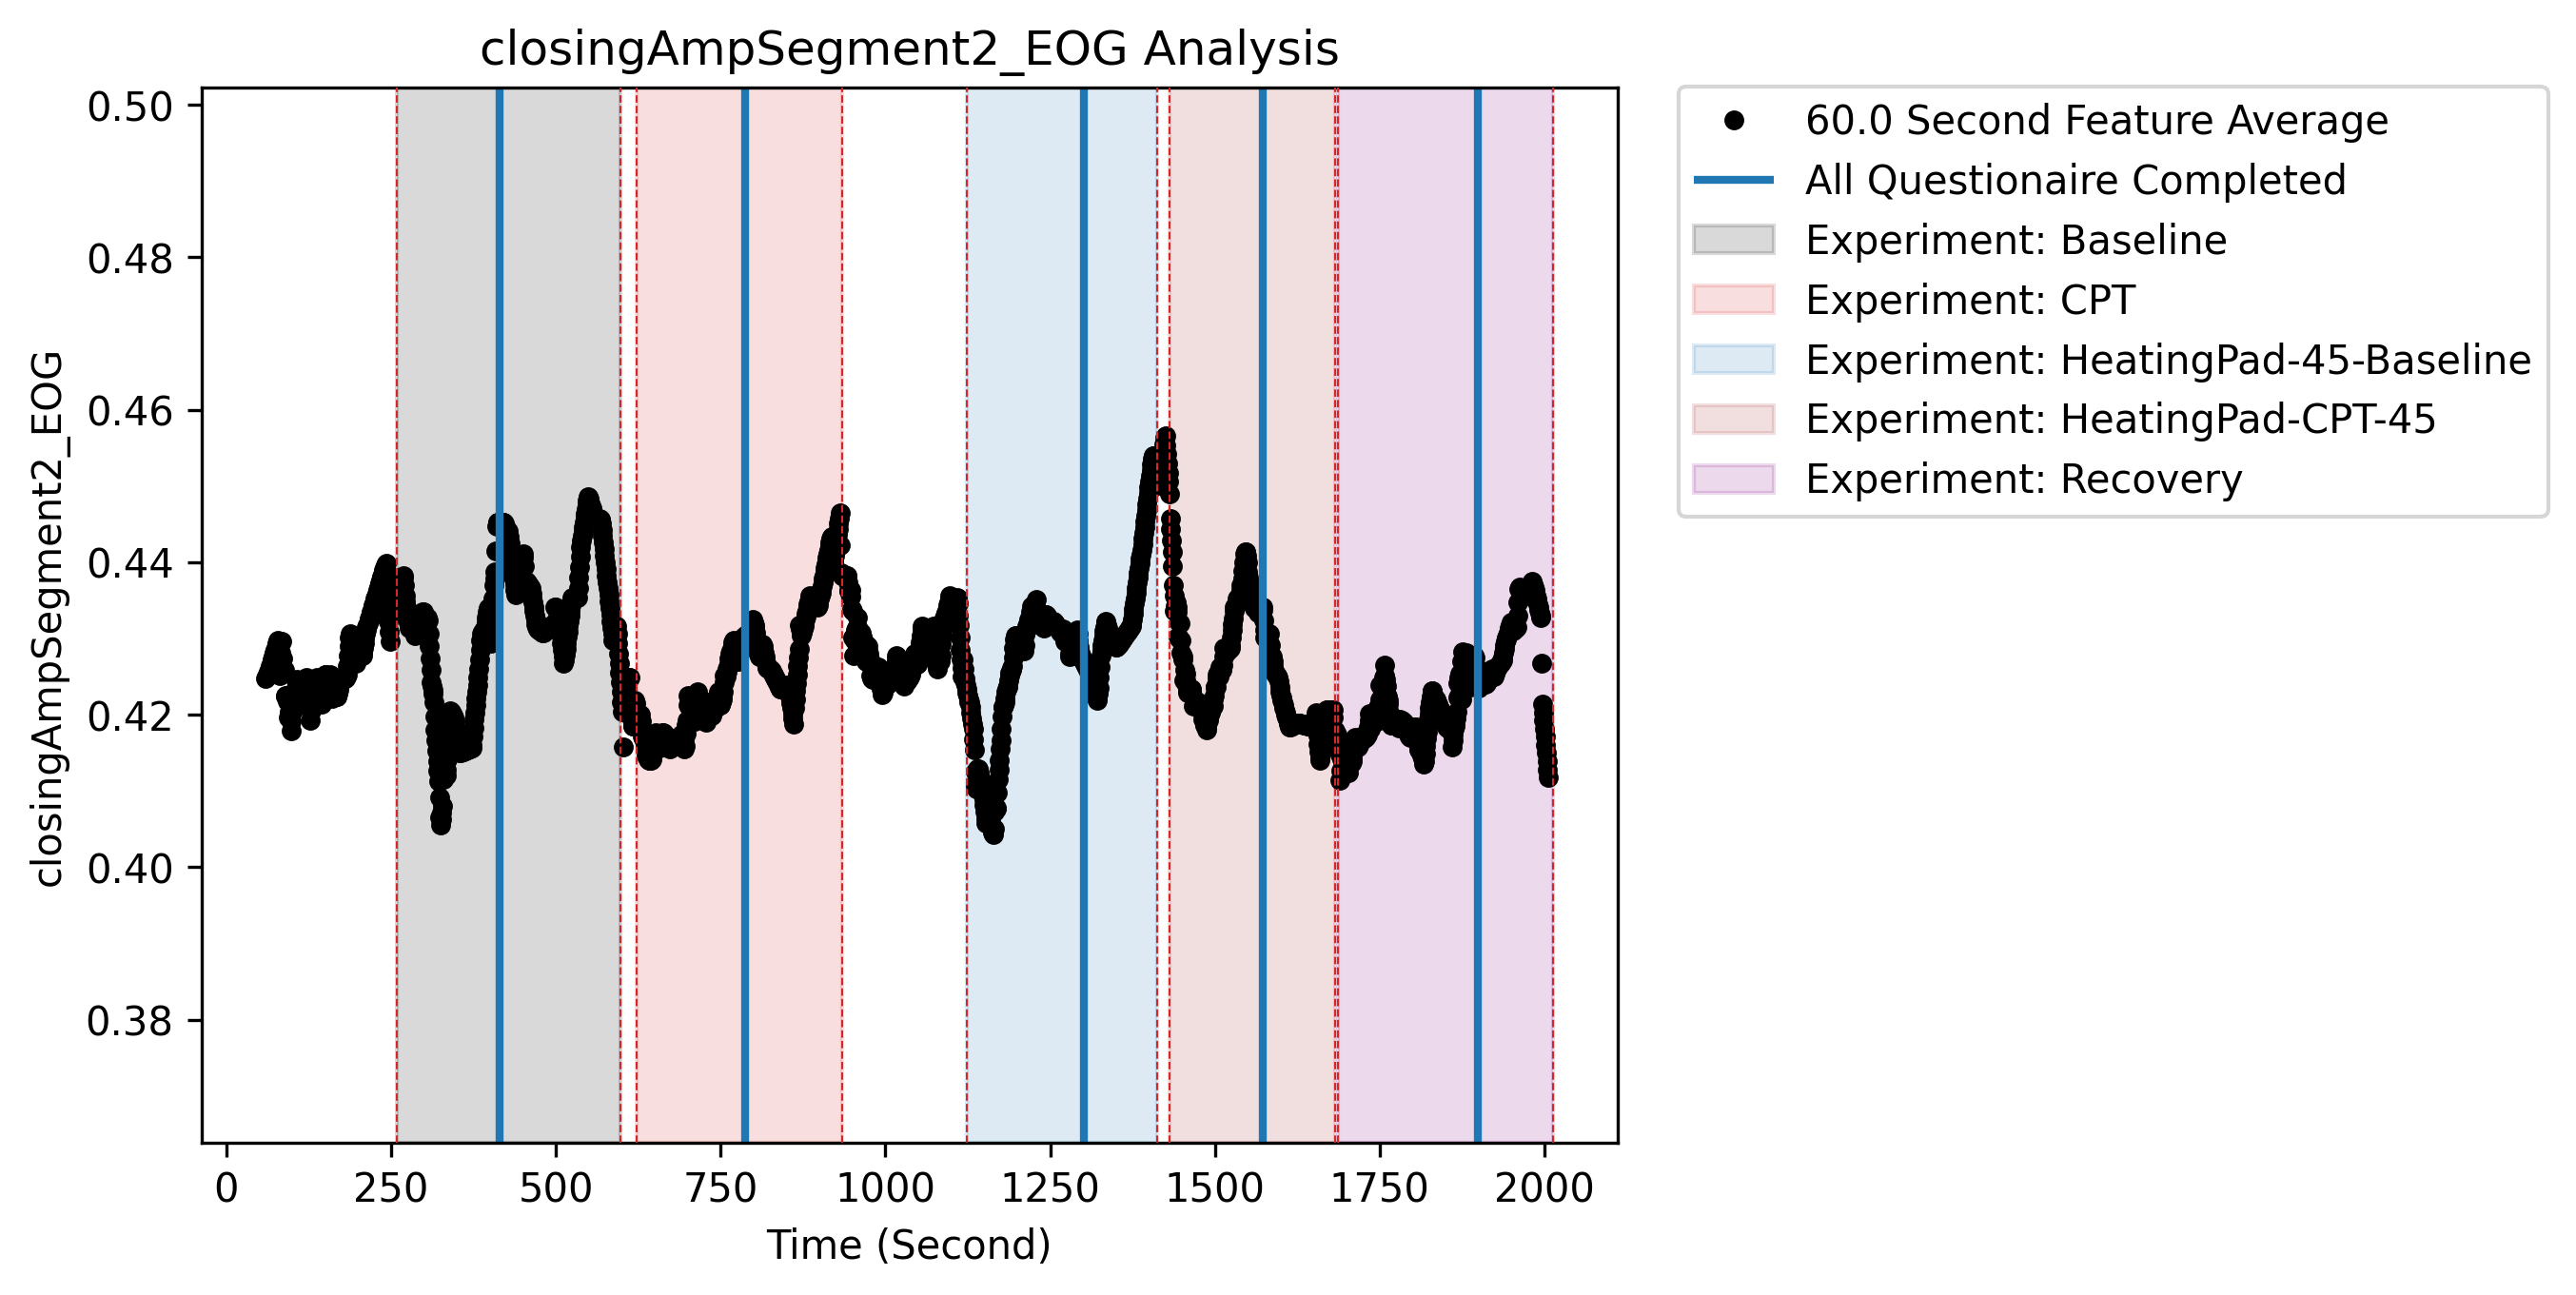 closingAmpSegment2_EOG Analysis
closingAmpSegment2_EOG
0.50
0.48
0.46
0.44
0.42
0.40
0.38
0 250 500 750 1000 1250 1500 1750 2000
Time (Second)
60.0 Second Feature Average
All Questionaire Completed
Experiment: Baseline
Experiment: CPT
Experiment: HeatingPad-45-Baseline
Experiment: HeatingPad-CPT-45
Experiment: Recovery